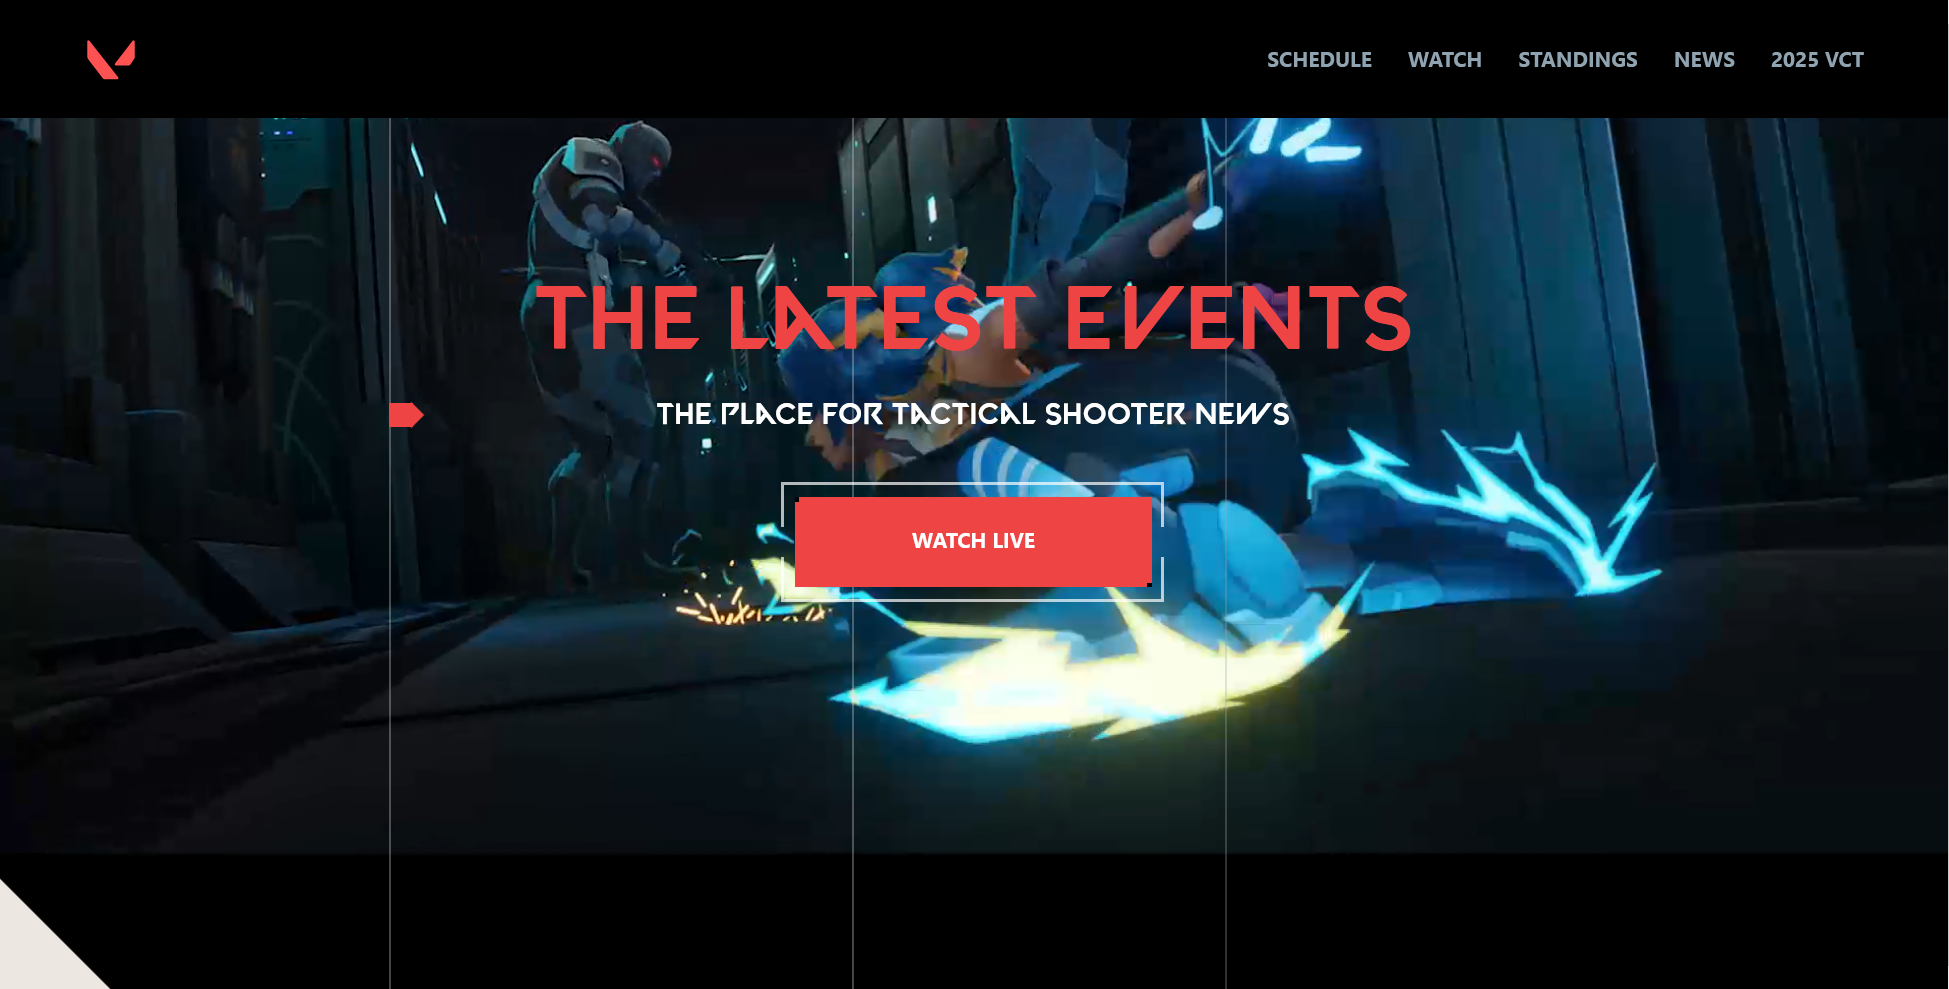 SCHEDULE WATCH STANDINGS NEWS 2025 VCT
THE LATEST EVENTS
THE PLACE FOR TACTICAL SHOOTER NEWS
WATCH LIVE